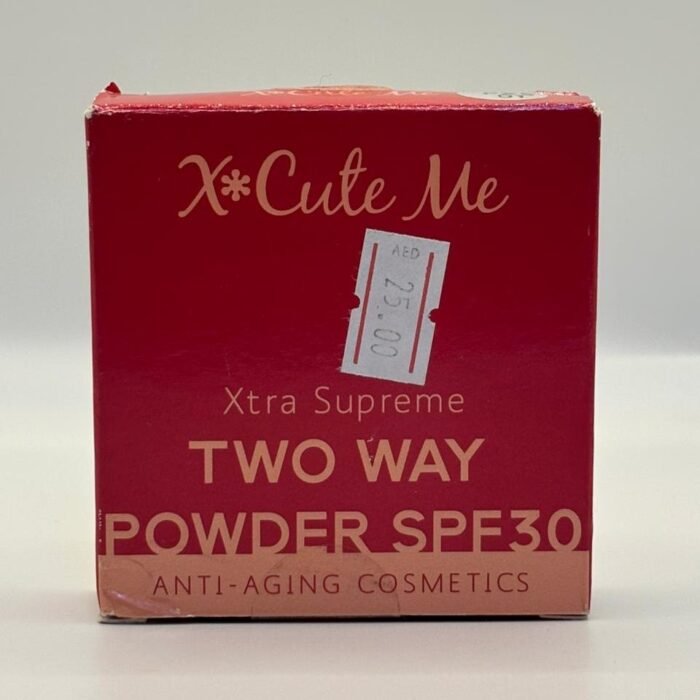 X*Cute Me
AED
25.00
Xtra Supreme
TWO WAY
POWDER SPF30
ANTI-AGING COSMETICS